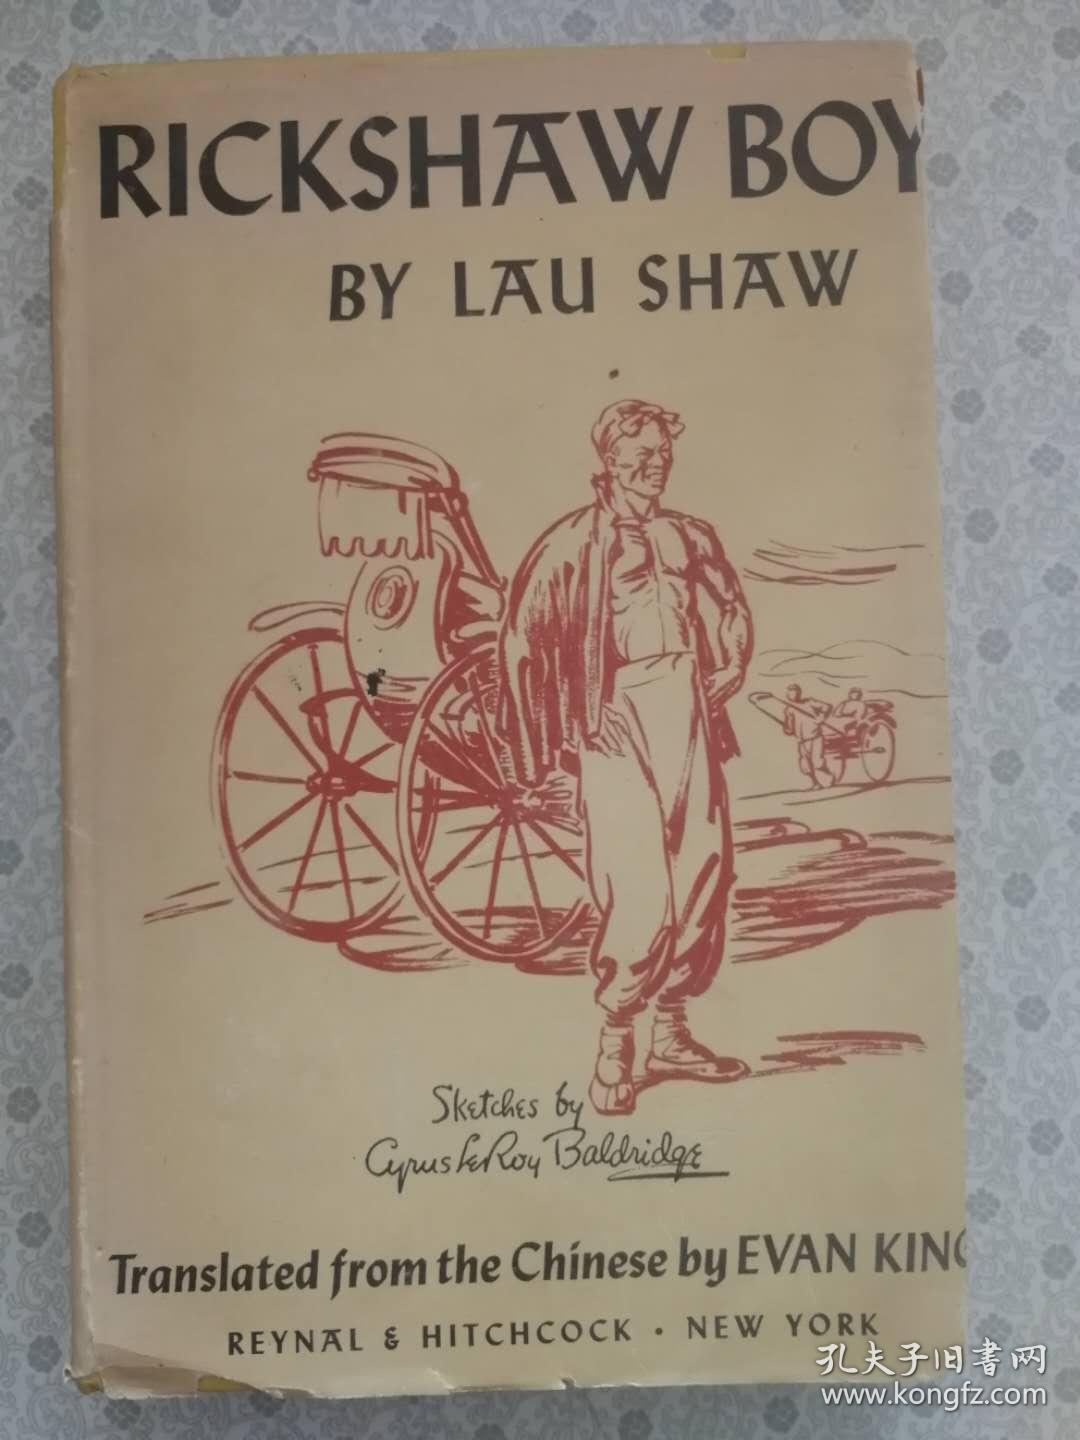 RICKSHAW BOY
BY LAU SHAW
Sketches by
Cyrus LeRoy Baldridge
Translated from the Chinese by EVAN KING
REYNAL & HITCHCOCK · NEW YORK
孔夫子旧書网
www.kongfz.com